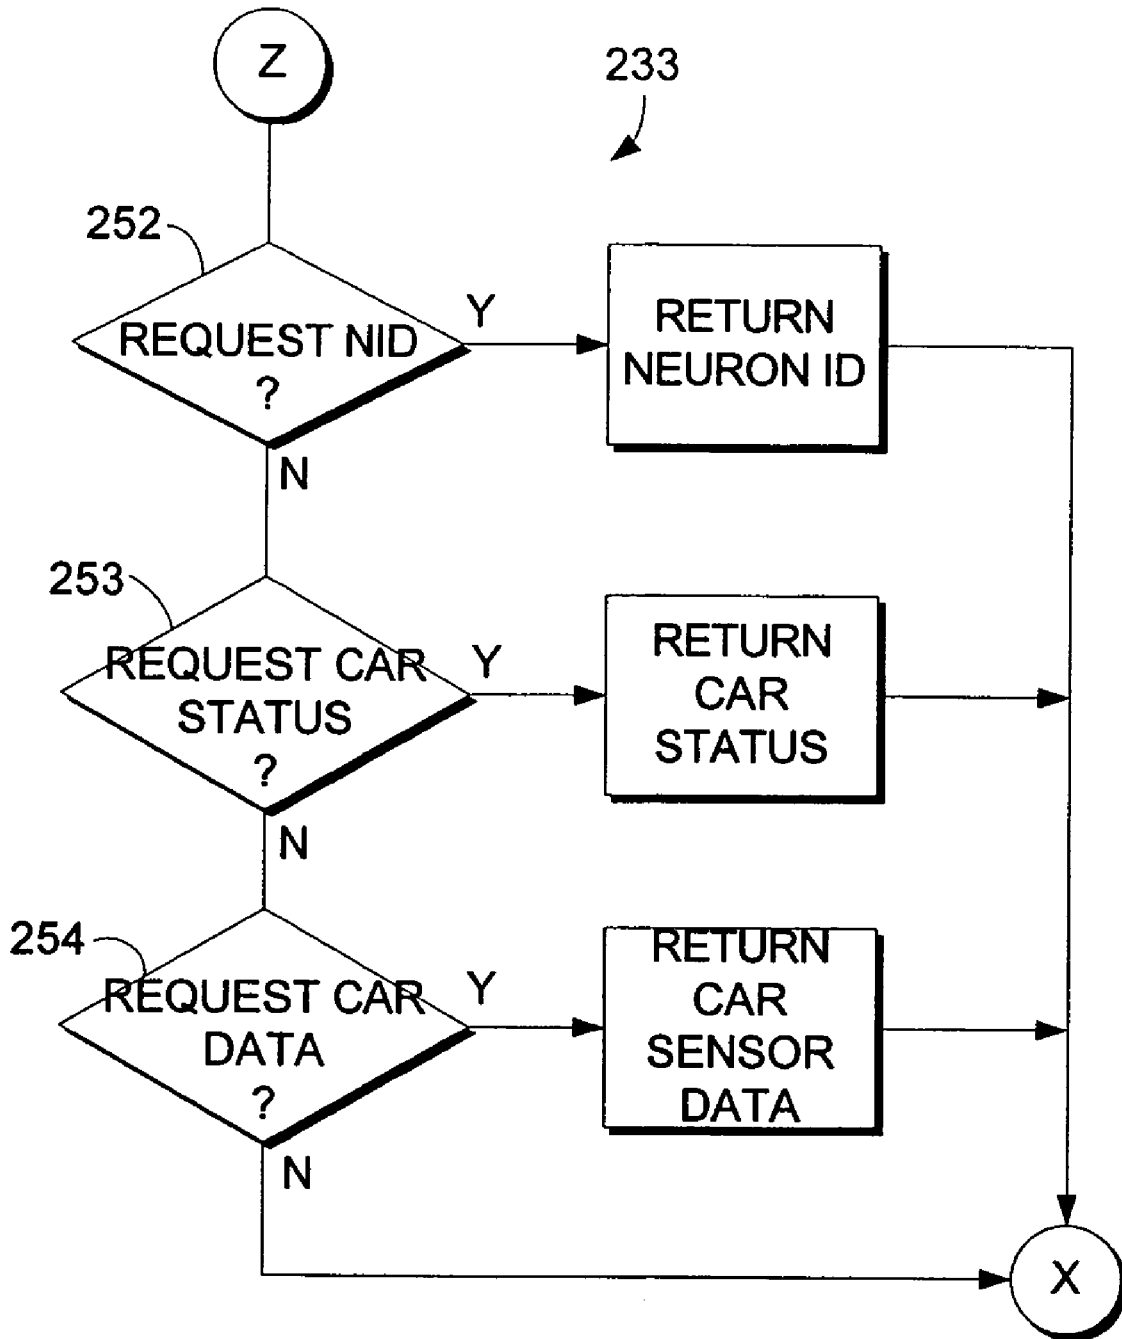 Z
233
252
REQUEST NID
?
Y
RETURN
NEURON ID
N
253
REQUEST CAR
STATUS
?
Y
RETURN
CAR
STATUS
N
254
REQUEST CAR
DATA
?
Y
RETURN
CAR
SENSOR
DATA
N
X